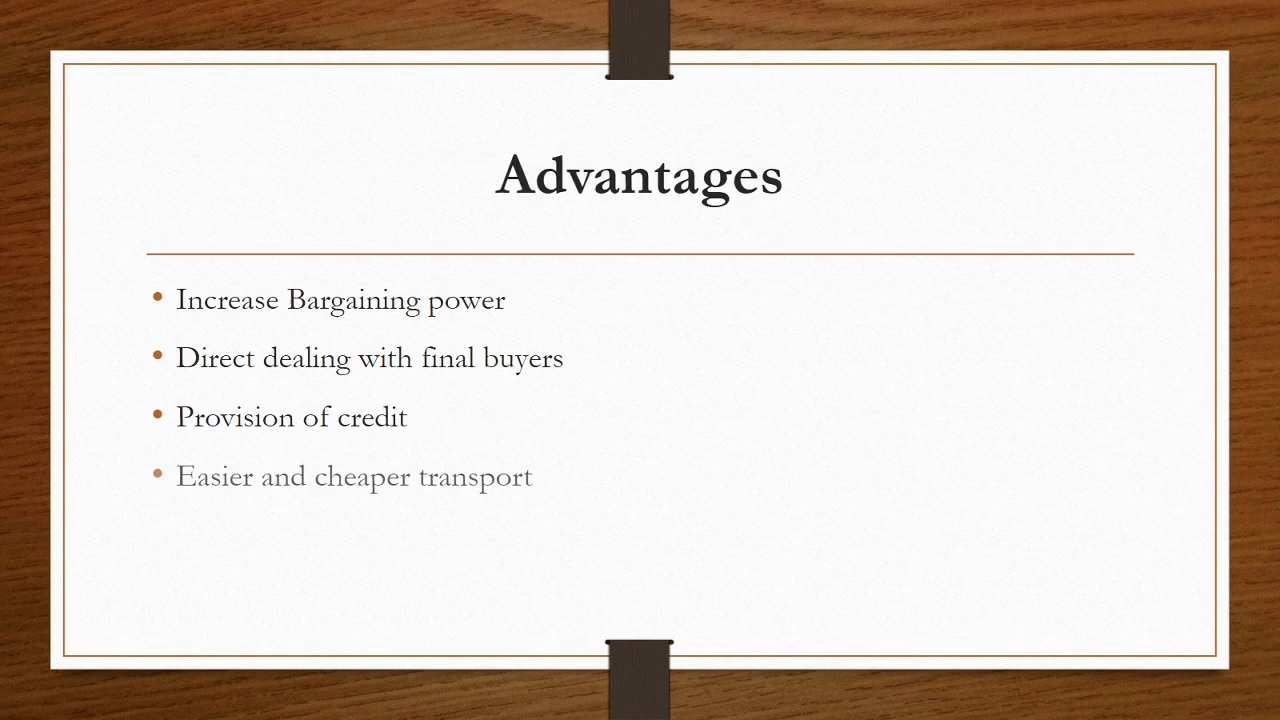 Advantages
• Increase Bargaining power
• Direct dealing with final buyers
• Provision of credit
• Easier and cheaper transport